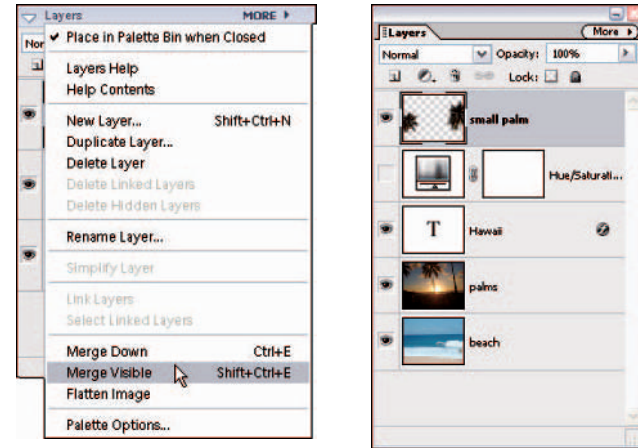 Layers MORE
Nor
Place in Palette Bin when Closed
Layers Help
Help Contents
New Layer... Shift+Ctrl+N
Duplicate Layer...
Delete Layer
Delete Linked Layers
Delete Hidden Layers
Rename Layer...
Simplify Layer
Link Layers
Select Linked Layers
Merge Down Ctrl+E
Merge Visible Shift+Ctrl+E
Flatten Image
Palette Options...
Layers More
Normal Opacity: 100%
Lock:
small palm
Hue/Saturati...
T Hawaii
palms
beach